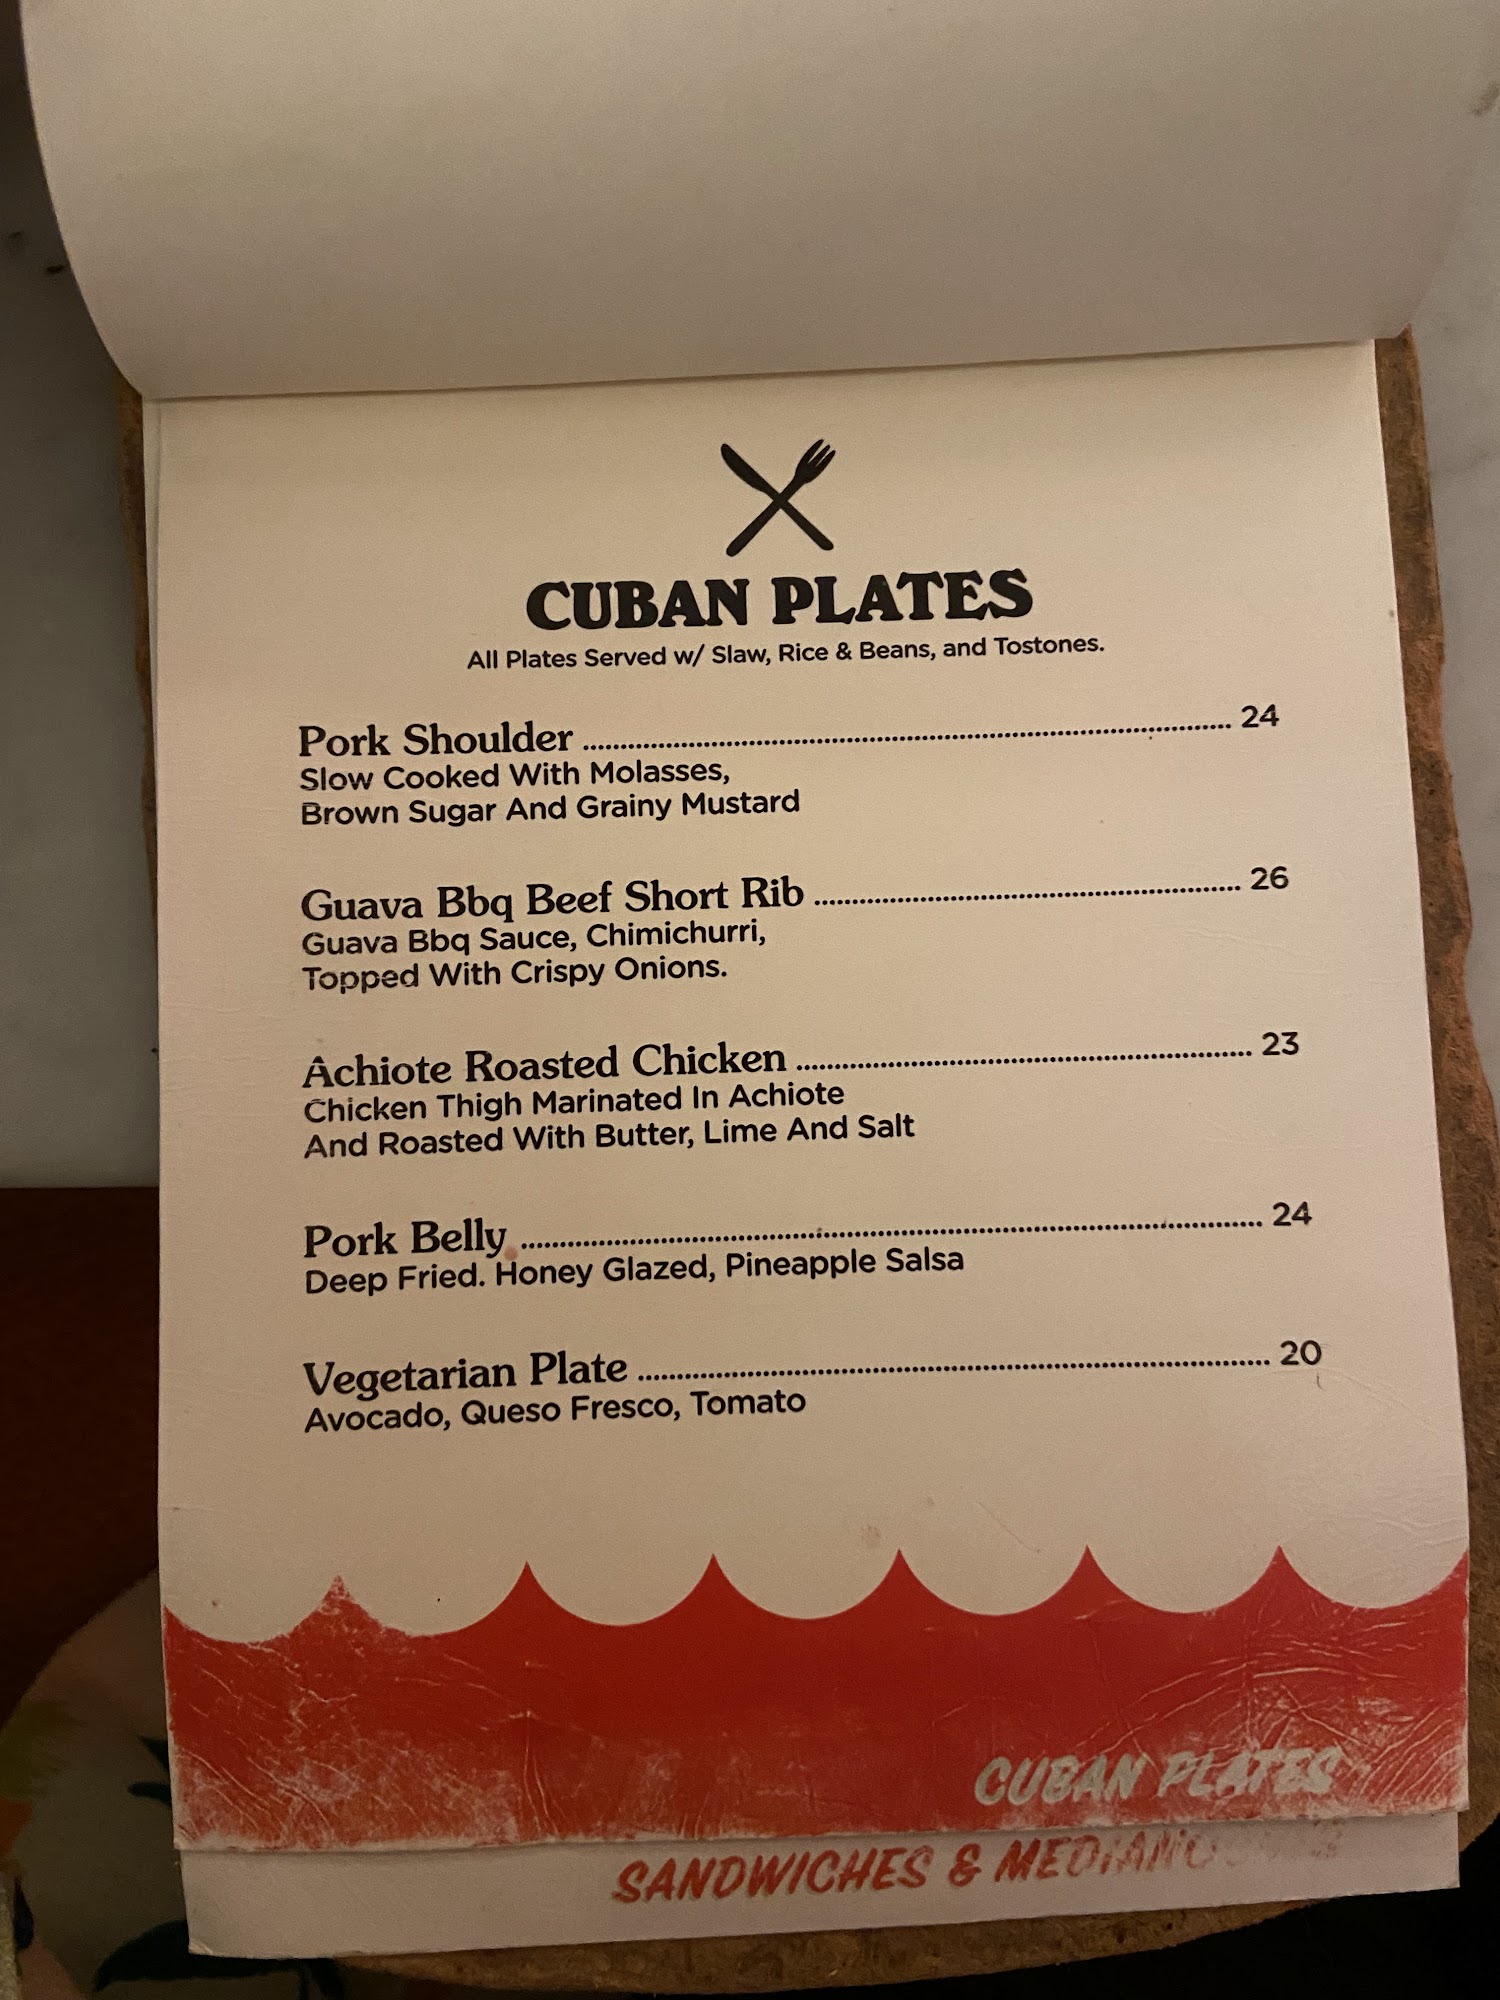 CUBAN PLATES
All Plates Served w/ Slaw, Rice & Beans, and Tostones.
Pork Shoulder ........ 24
Slow Cooked With Molasses,
Brown Sugar And Grainy Mustard
Guava Bbq Beef Short Rib ........ 26
Guava Bbq Sauce, Chimichurri,
Topped With Crispy Onions.
Achiote Roasted Chicken ........ 23
Chicken Thigh Marinated In Achiote
And Roasted With Butter, Lime And Salt
Pork Belly ........ 24
Deep Fried. Honey Glazed, Pineapple Salsa
Vegetarian Plate ........ 20
Avocado, Queso Fresco, Tomato
CUBAN PLATES
SANDWICHES &